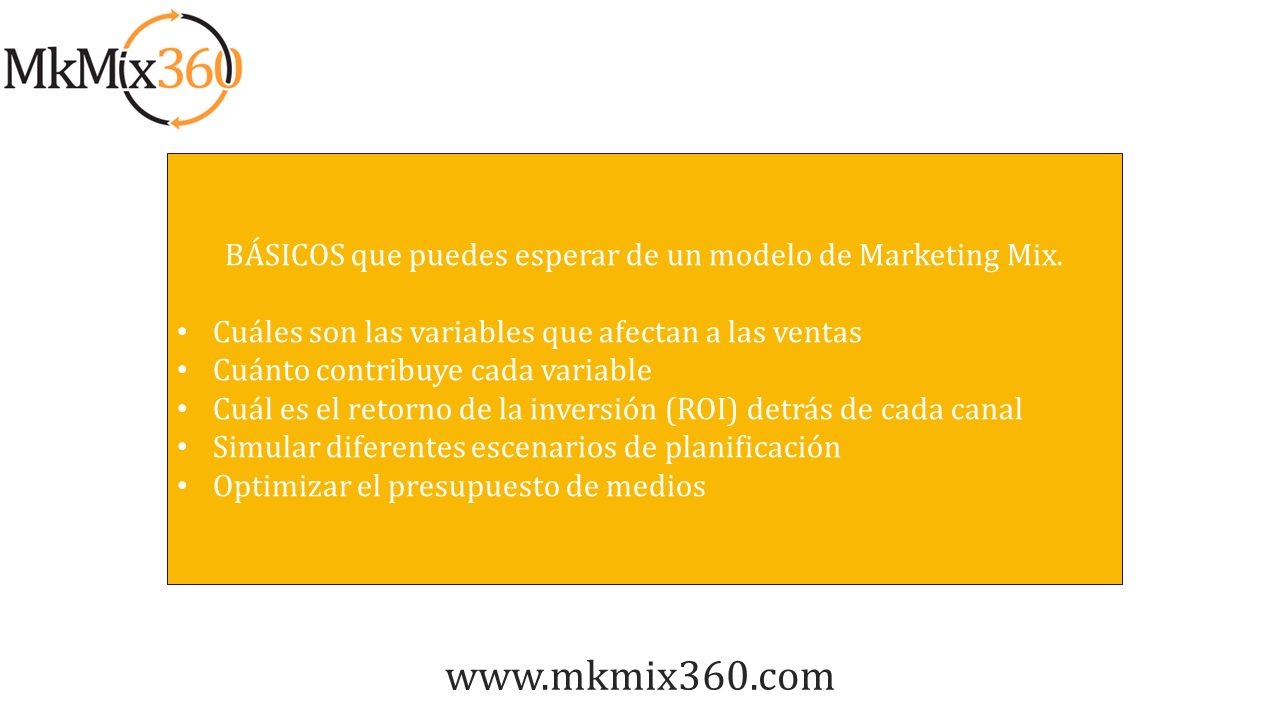 MkMix360
BÁSICOS que puedes esperar de un modelo de Marketing Mix.
• Cuáles son las variables que afectan a las ventas
• Cuánto contribuye cada variable
• Cuál es el retorno de la inversión (ROI) detrás de cada canal
• Simular diferentes escenarios de planificación
• Optimizar el presupuesto de medios
www.mkmix360.com